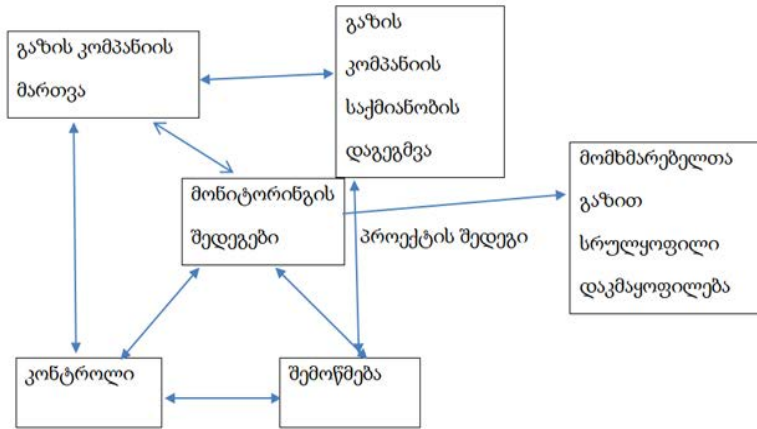 გაზის კომპანიის
მართვა
გაზის
კომპანიის
საქმიანობის
დაგეგმვა
მონიტორინგის
შედეგები
პროექტის შედეგი
მომხმარებელთა
გაზით
სრულყოფილი
დაკმაყოფილება
კონტროლი
შემოწმება